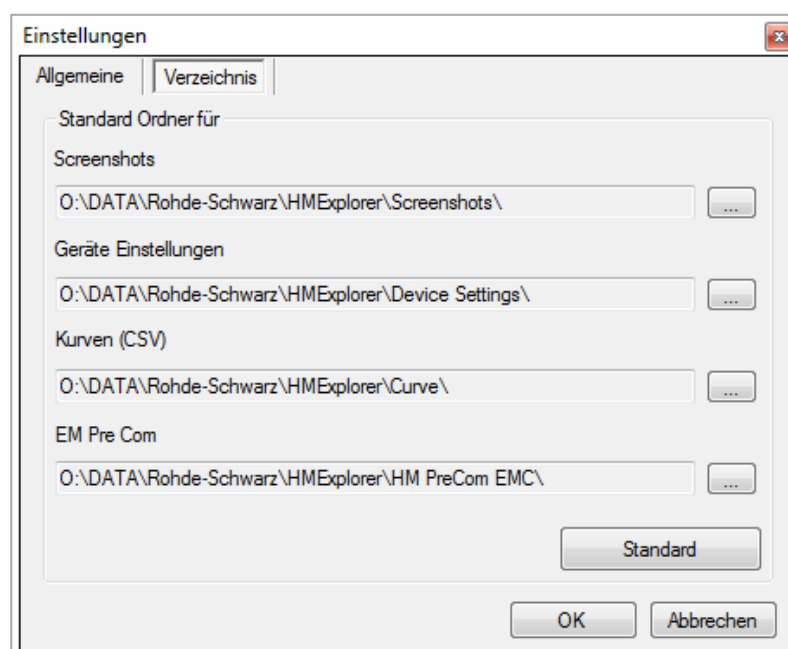 Einstellungen
Allgemeine Verzeichnis
Standard Ordner für
Screenshots
O:\DATA\Rohde-Schwarz\HMExplorer\Screenshots\ ...
Geräte Einstellungen
O:\DATA\Rohde-Schwarz\HMExplorer\Device Settings\ ...
Kurven (CSV)
O:\DATA\Rohde-Schwarz\HMExplorer\Curve\ ...
EM Pre Com
O:\DATA\Rohde-Schwarz\HMExplorer\HM PreCom EMC\ ...
Standard
OK Abbrechen